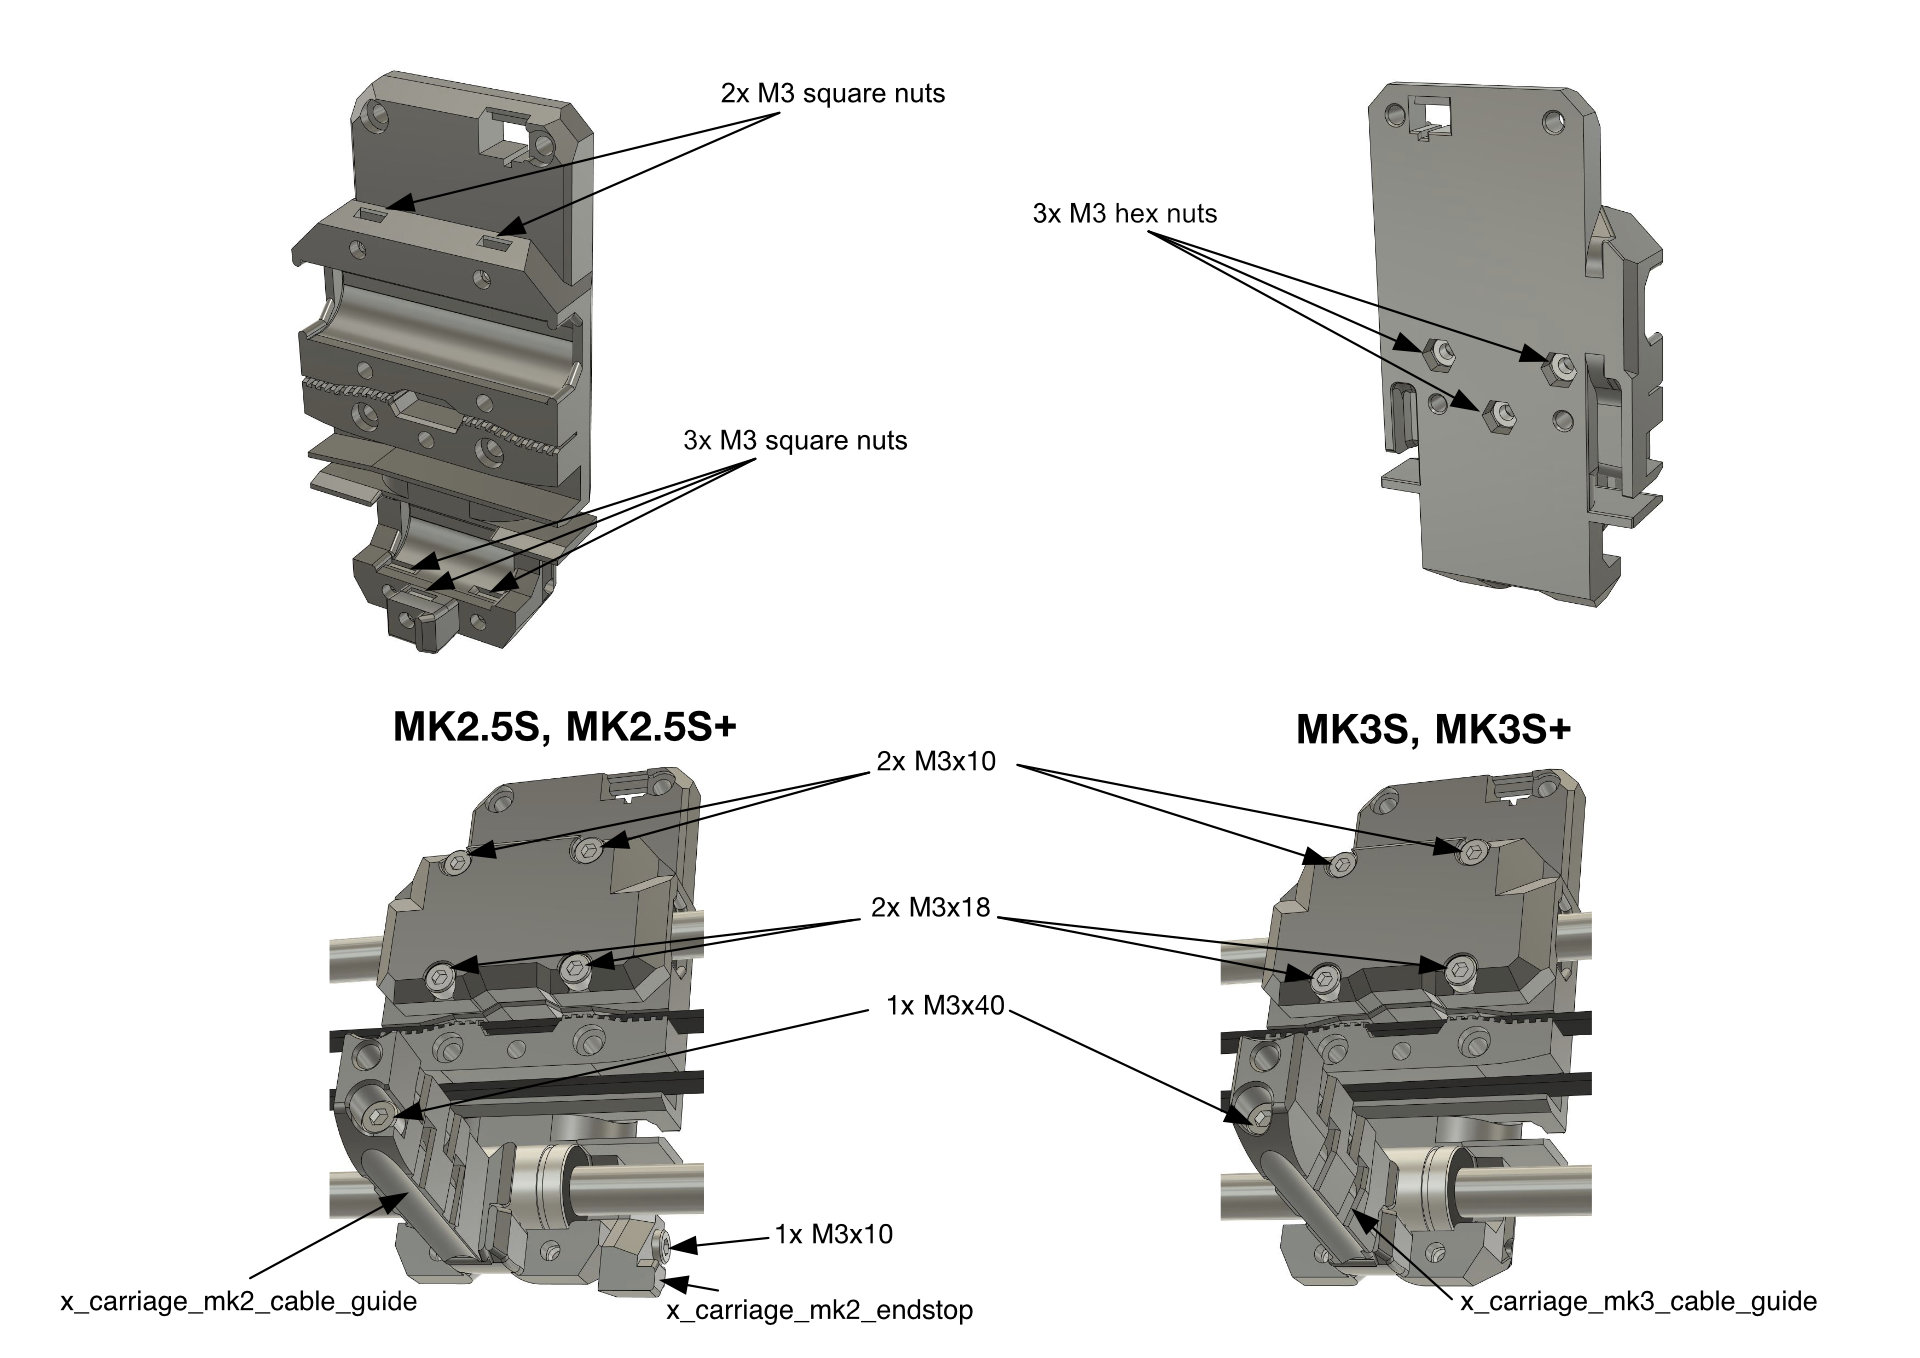 2x M3 square nuts
3x M3 hex nuts
3x M3 square nuts
MK2.5S, MK2.5S+
MK3S, MK3S+
2x M3x10
2x M3x18
1x M3x40
1x M3x10
x_carriage_mk2_cable_guide
x_carriage_mk2_endstop
x_carriage_mk3_cable_guide